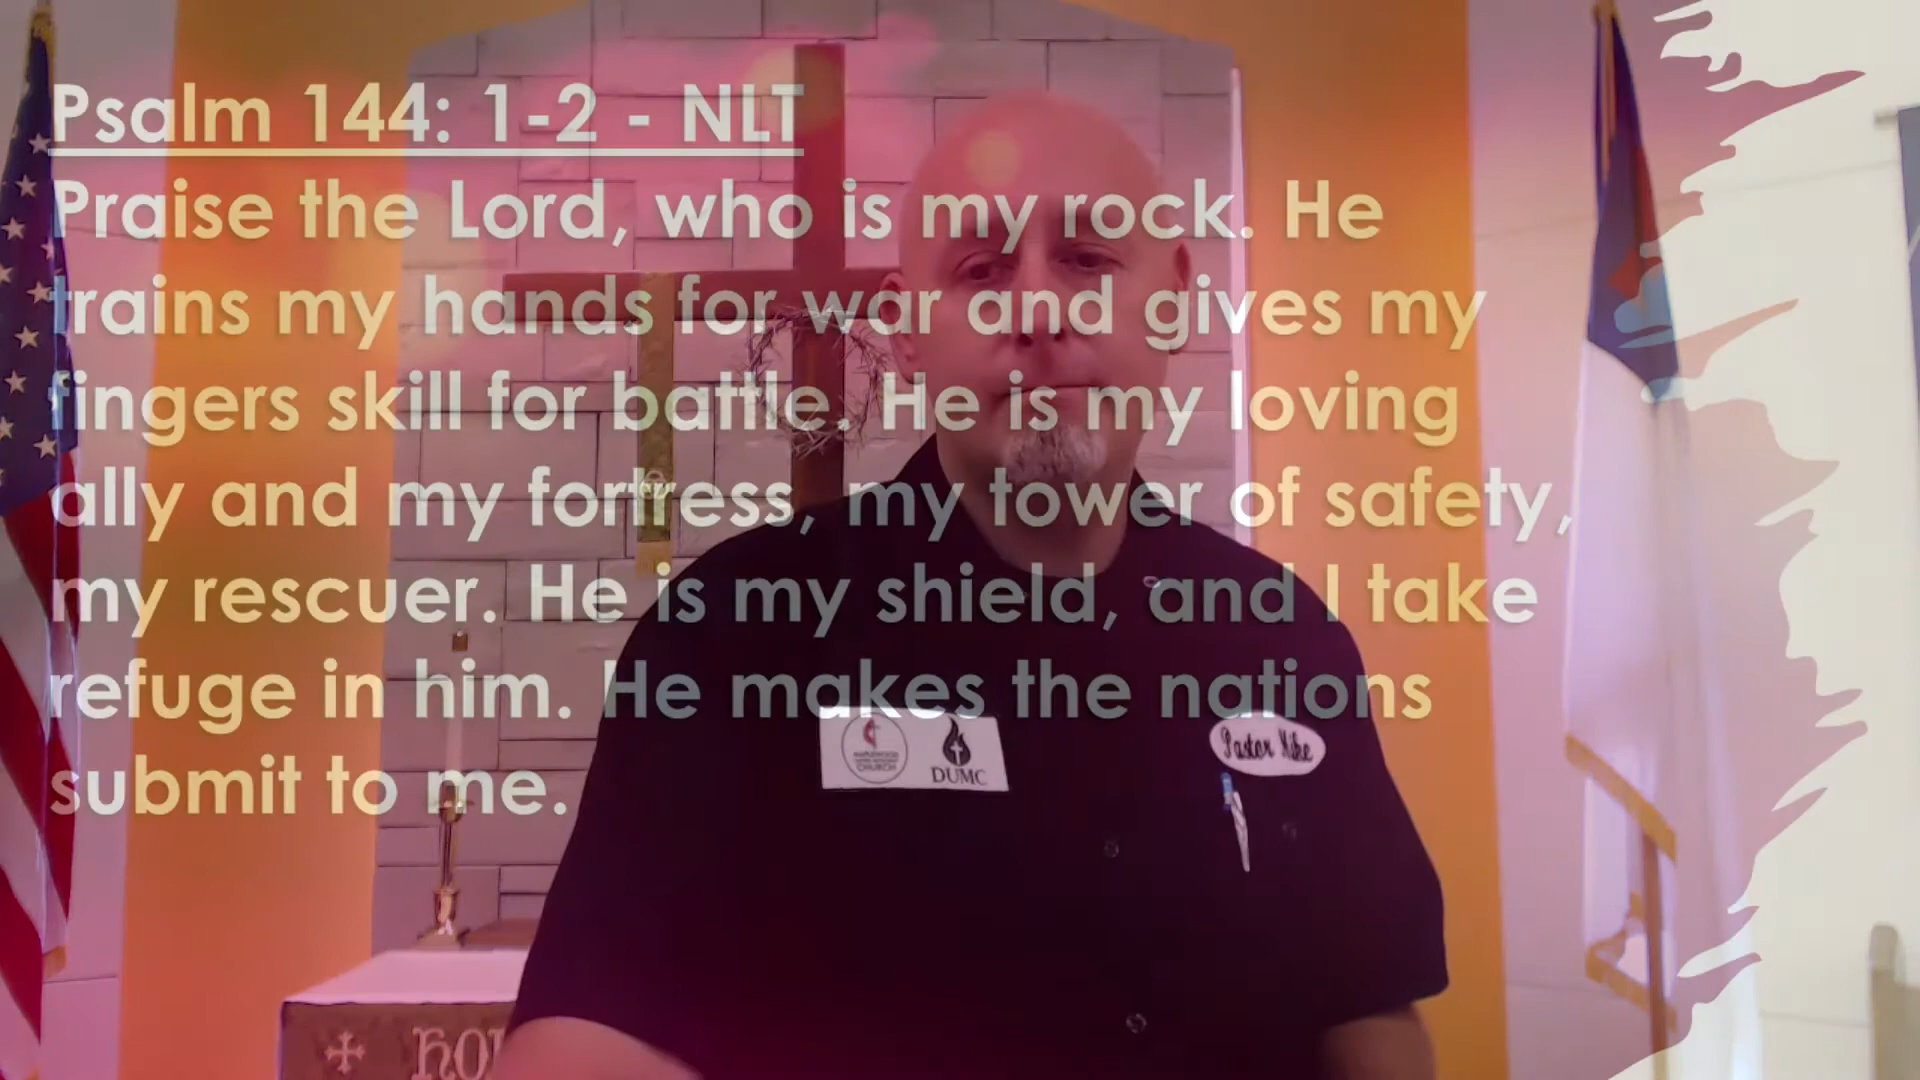 Psalm 144: 1-2 - NLT
Praise the Lord, who is my rock. He
trains my hands for war and gives my
fingers skill for battle. He is my loving
ally and my fortress, my tower of safety,
my rescuer. He is my shield, and I take
refuge in him. He makes the nations
submit to me.
CHURCH
DUMC
Pastor Mike
HOL